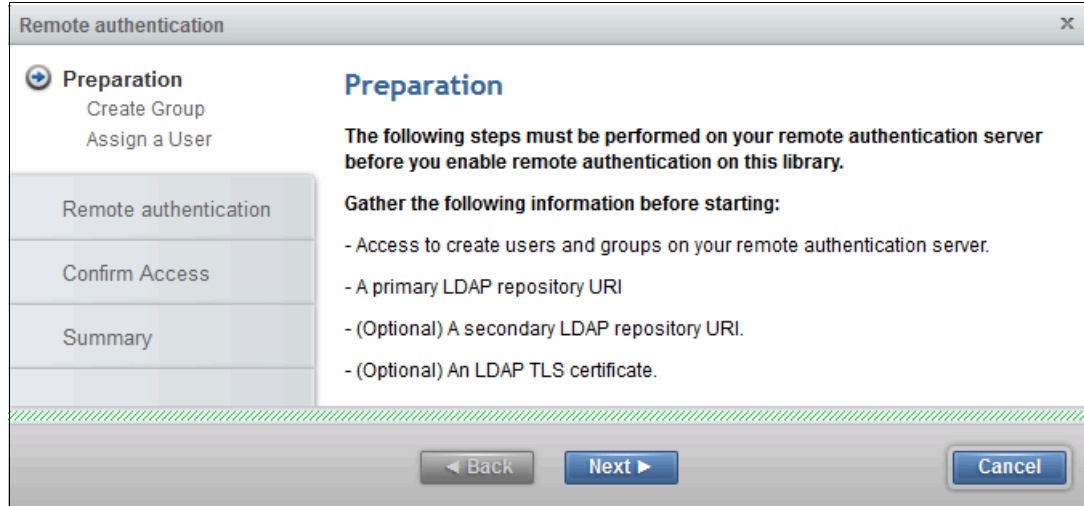 Remote authentication
x
Preparation
Create Group
Assign a User
Remote authentication
Confirm Access
Summary
Preparation
The following steps must be performed on your remote authentication server
before you enable remote authentication on this library.
Gather the following information before starting:
- Access to create users and groups on your remote authentication server.
- A primary LDAP repository URI
- (Optional) A secondary LDAP repository URI.
- (Optional) An LDAP TLS certificate.
◄ Back
Next ►
Cancel